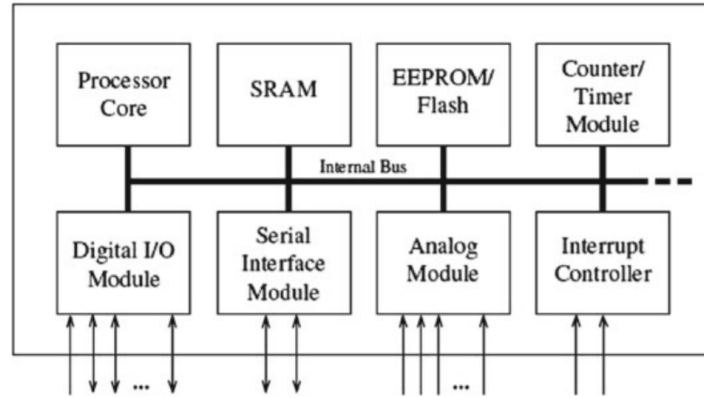 Processor
Core
SRAM
EEPROM/
Flash
Counter/
Timer
Module
Internal Bus
Digital I/O
Module
Serial
Interface
Module
Analog
Module
Interrupt
Controller
...
...